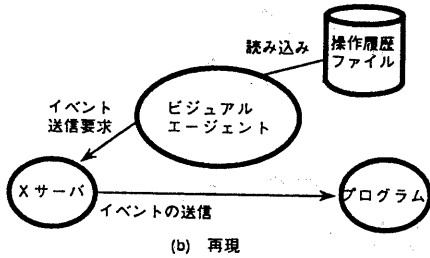 読み込み
操作履歴
ファイル
イベント
送信要求
ビジュアル
エージェント
Xサーバ
イベントの送信
プログラム
(b) 再現